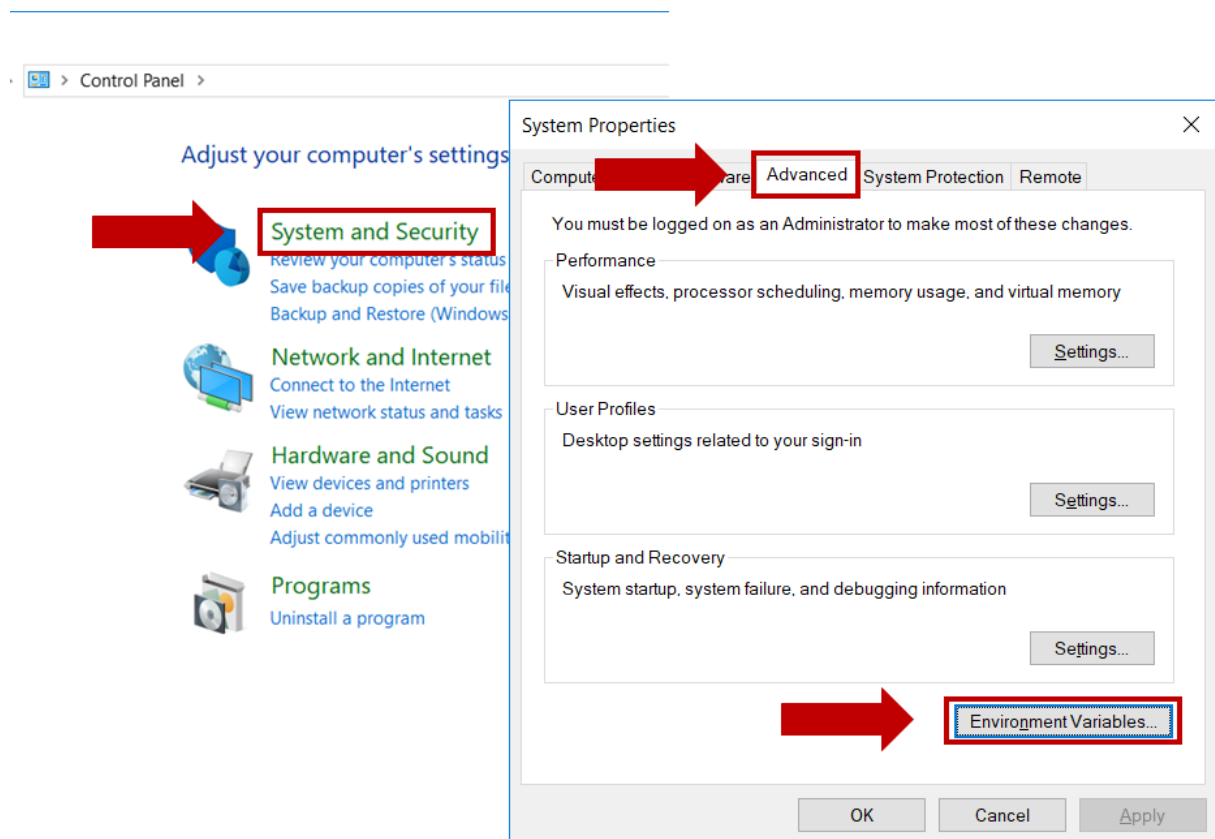 Control Panel
Adjust your computer's settings
System and Security
Review your computer's status
Save backup copies of your file
Backup and Restore (Windows
Network and Internet
Connect to the Internet
View network status and tasks
Hardware and Sound
View devices and printers
Add a device
Adjust commonly used mobilit
Programs
Uninstall a program
System Properties
Advanced System Protection Remote
You must be logged on as an Administrator to make most of these changes.
Performance
Visual effects, processor scheduling, memory usage, and virtual memory
Settings...
User Profiles
Desktop settings related to your sign-in
Settings...
Startup and Recovery
System startup, system failure, and debugging information
Settings...
Environment Variables...
OK Cancel Apply